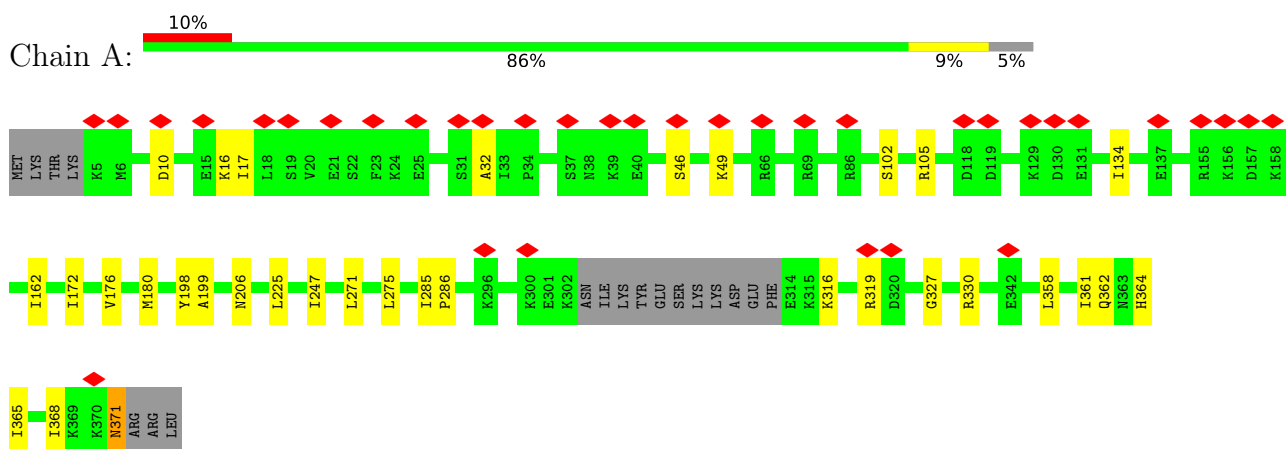 10%
Chain A:
86% 9% 5%
MET LYS THR LYS K5 M6 D10 E15 K16 I17 L18 S19 V20 E21 S22 F23 K24 E25 S31 A32 I33 P34 S37 N38 K39 E40 S46 K49 R66 R69 R86 S102 R105 D118 D119 K129 D130 E131 I134 E137 R155 K156 D157 K158
I162 I172 V176 M180 Y198 A199 N206 L225 I247 L271 L275 I285 P286 K296 K300 E301 K302 ASN ILE LYS TYR GLU SER LYS LYS ASP GLU PHE E314 K315 K316 R319 D320 G327 R330 E342 L358 I361 Q362 N363 H364
I365 I368 K369 K370 N371 ARG ARG LEU